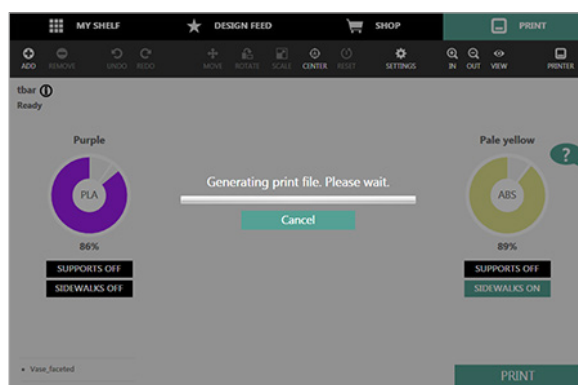 MY SHELF DESIGN FEED SHOP PRINT
ADD REMOVE UNDO REDO MOVE ROTATE SCALE CENTER RESET SETTINGS IN OUT VIEW PRINTER
tbar
Ready
Purple Pale yellow
?
Generating print file. Please wait.
PLA ABS
Cancel
86% 89%
SUPPORTS OFF SUPPORTS OFF
SIDEWALKS OFF SIDEWALKS ON
• Vase_faceted
PRINT